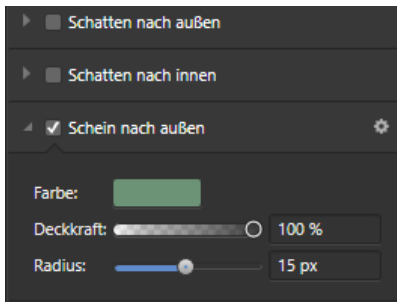 Schatten nach außen
Schatten nach innen
Schein nach außen
Farbe:
Deckkraft: 100 %
Radius: 15 px